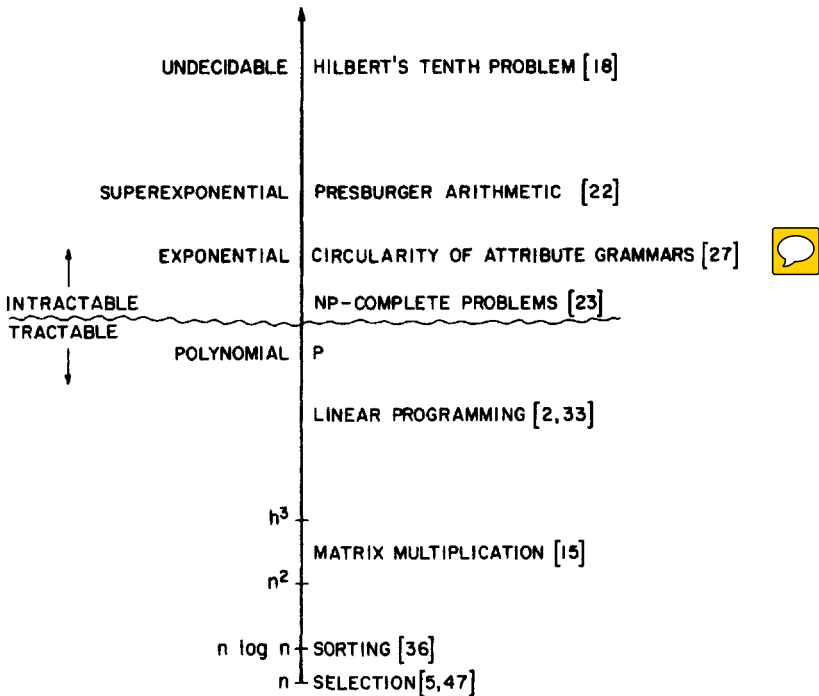 UNDECIDABLE HILBERT'S TENTH PROBLEM [18]
SUPEREXPONENTIAL PRESBURGER ARITHMETIC [22]
EXPONENTIAL CIRCULARITY OF ATTRIBUTE GRAMMARS [27]
INTRACTABLE NP-COMPLETE PROBLEMS [23]
TRACTABLE
POLYNOMIAL P
LINEAR PROGRAMMING [2,33]
h³
MATRIX MULTIPLICATION [15]
n²
n log n SORTING [36]
n SELECTION [5,47]